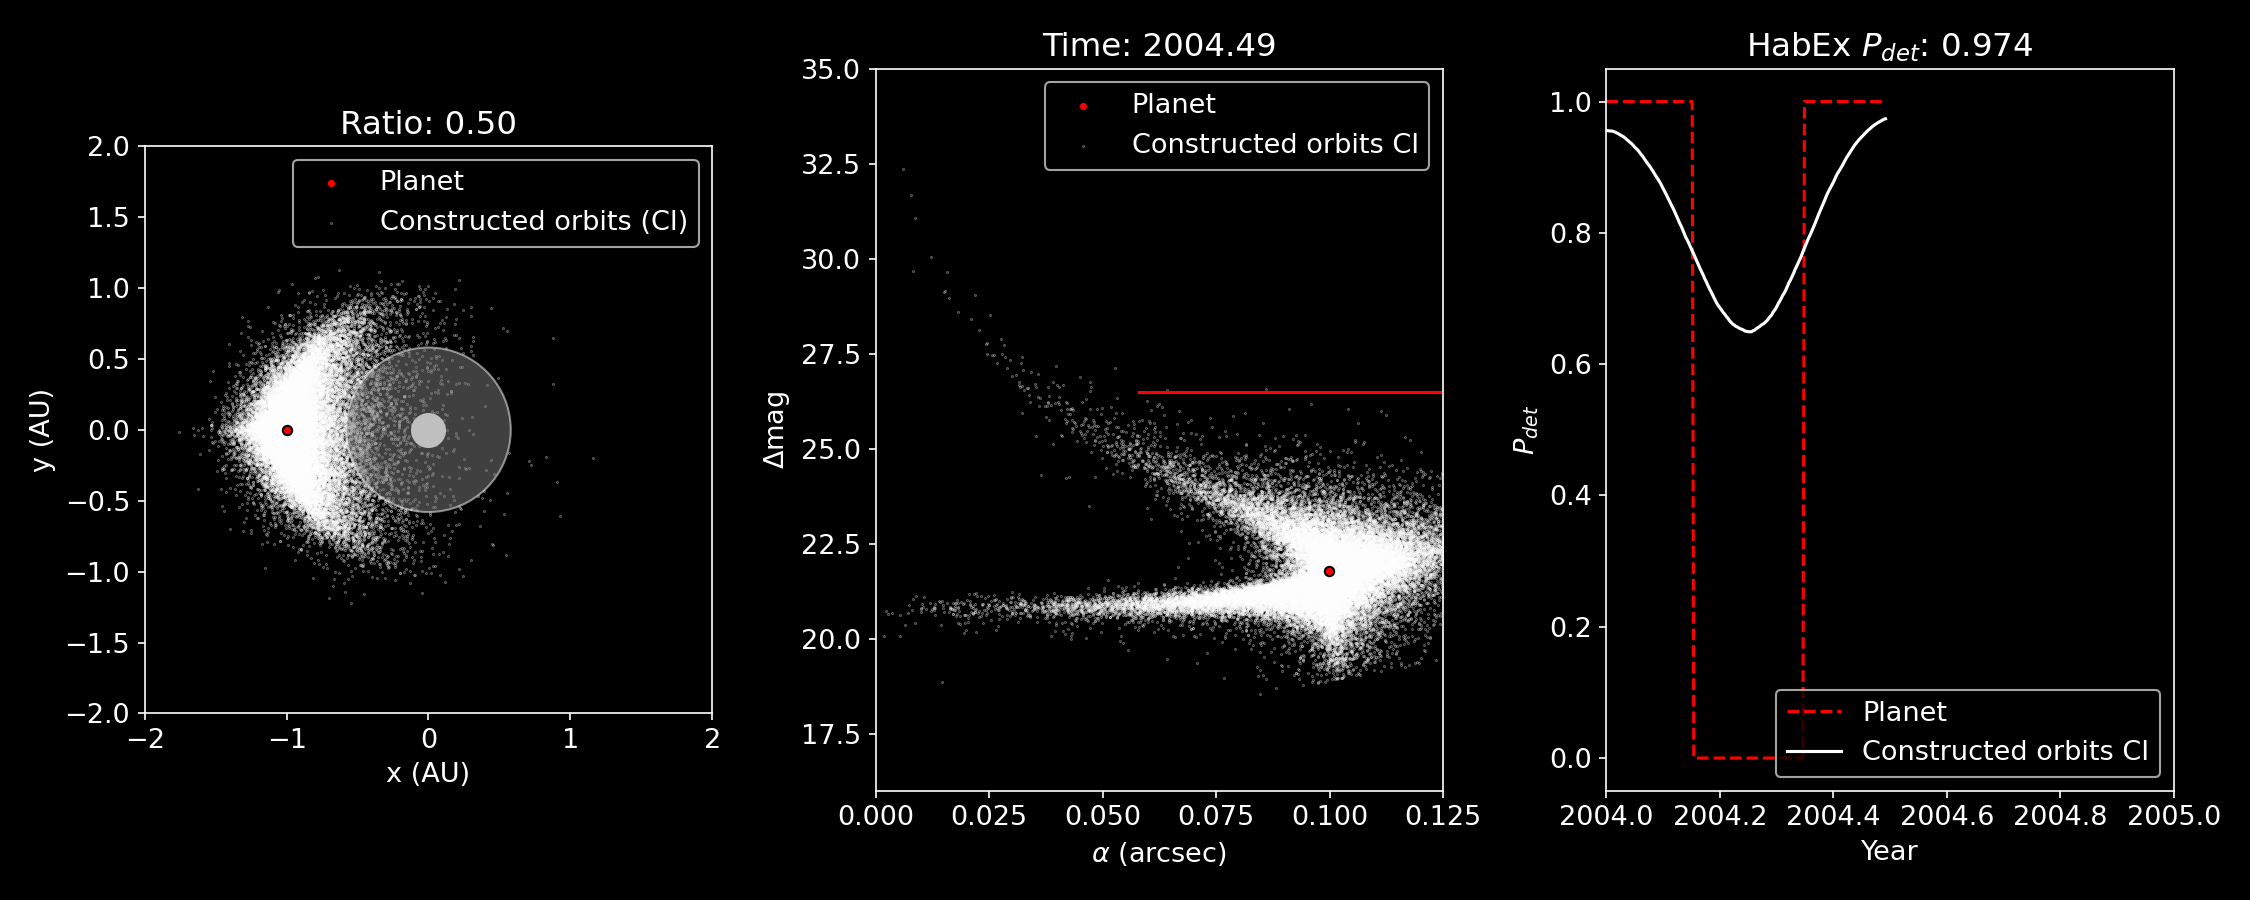 Ratio: 0.50
Planet
Constructed orbits (CI)
2.0
1.5
1.0
0.5
0.0
−0.5
−1.0
−1.5
−2.0
y (AU)
−2 −1 0 1 2
x (AU)
Time: 2004.49
Planet
Constructed orbits CI
35.0
32.5
30.0
27.5
25.0
22.5
20.0
17.5
Δmag
0.000 0.025 0.050 0.075 0.100 0.125
α (arcsec)
HabEx P_det: 0.974
1.0
0.8
0.6
0.4
0.2
0.0
P_det
Planet
Constructed orbits CI
2004.0 2004.2 2004.4 2004.6 2004.8 2005.0
Year